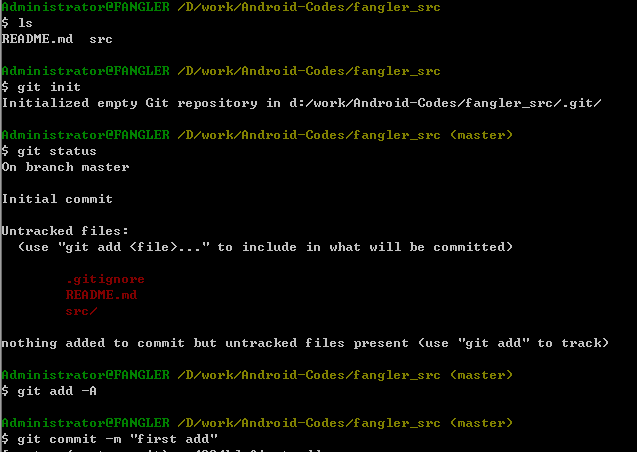 Administrator@FANGLER /D/work/Android-Codes/fangler_src
$ ls
README.md  src
Administrator@FANGLER /D/work/Android-Codes/fangler_src
$ git init
Initialized empty Git repository in d:/work/Android-Codes/fangler_src/.git/
Administrator@FANGLER /D/work/Android-Codes/fangler_src (master)
$ git status
On branch master
Initial commit
Untracked files:
  (use "git add <file>..." to include in what will be committed)
        .gitignore
        README.md
        src/
nothing added to commit but untracked files present (use "git add" to track)
Administrator@FANGLER /D/work/Android-Codes/fangler_src (master)
$ git add -A
Administrator@FANGLER /D/work/Android-Codes/fangler_src (master)
$ git commit -m "first add"